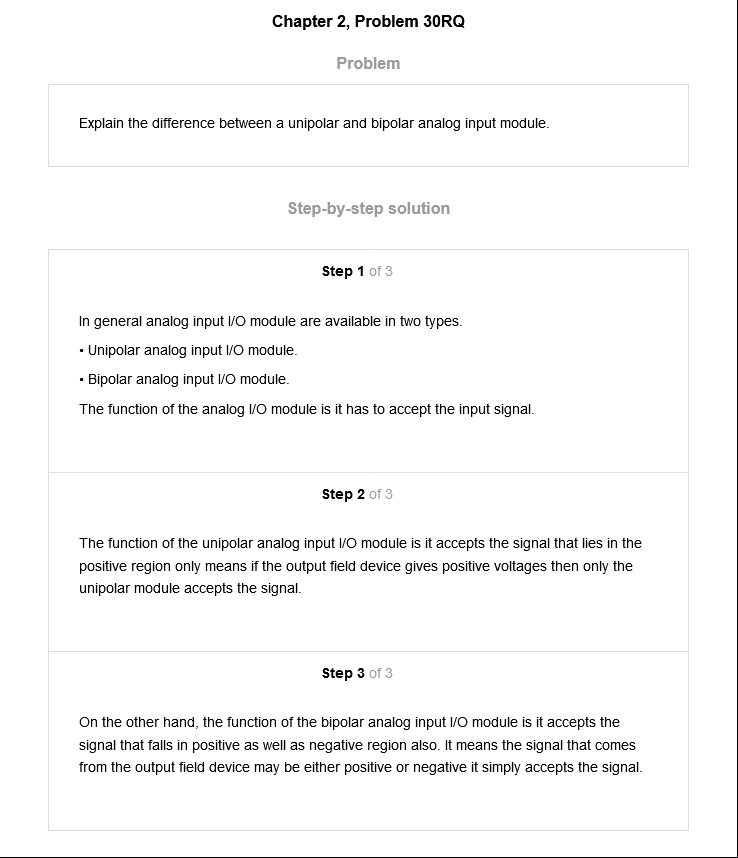 Chapter 2, Problem 30RQ
Problem
Explain the difference between a unipolar and bipolar analog input module.
Step-by-step solution
Step 1 of 3
In general analog input I/O module are available in two types.
• Unipolar analog input I/O module.
• Bipolar analog input I/O module.
The function of the analog I/O module is it has to accept the input signal.
Step 2 of 3
The function of the unipolar analog input I/O module is it accepts the signal that lies in the
positive region only means if the output field device gives positive voltages then only the
unipolar module accepts the signal.
Step 3 of 3
On the other hand, the function of the bipolar analog input I/O module is it accepts the
signal that falls in positive as well as negative region also. It means the signal that comes
from the output field device may be either positive or negative it simply accepts the signal.